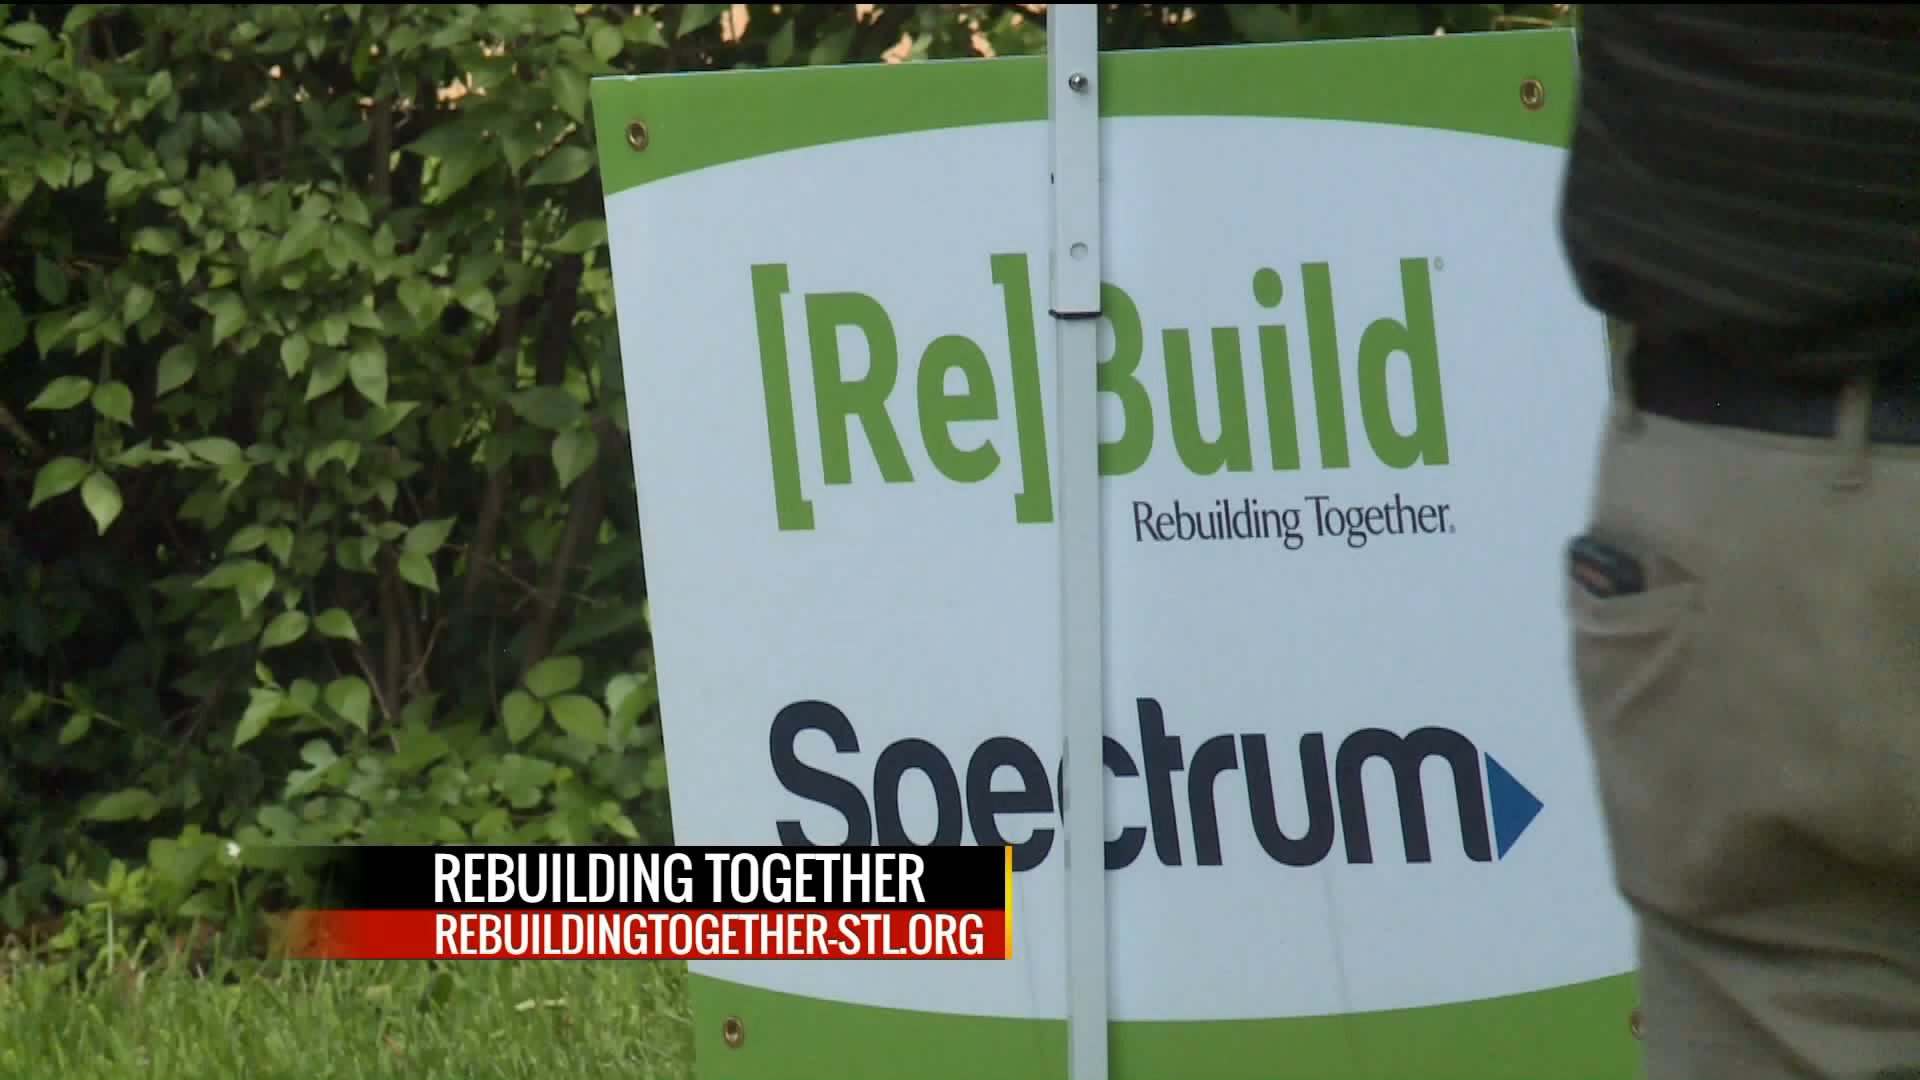 [Re]Build®
Rebuilding Together.
Spectrum
REBUILDING TOGETHER
REBUILDINGTOGETHER-STL.ORG